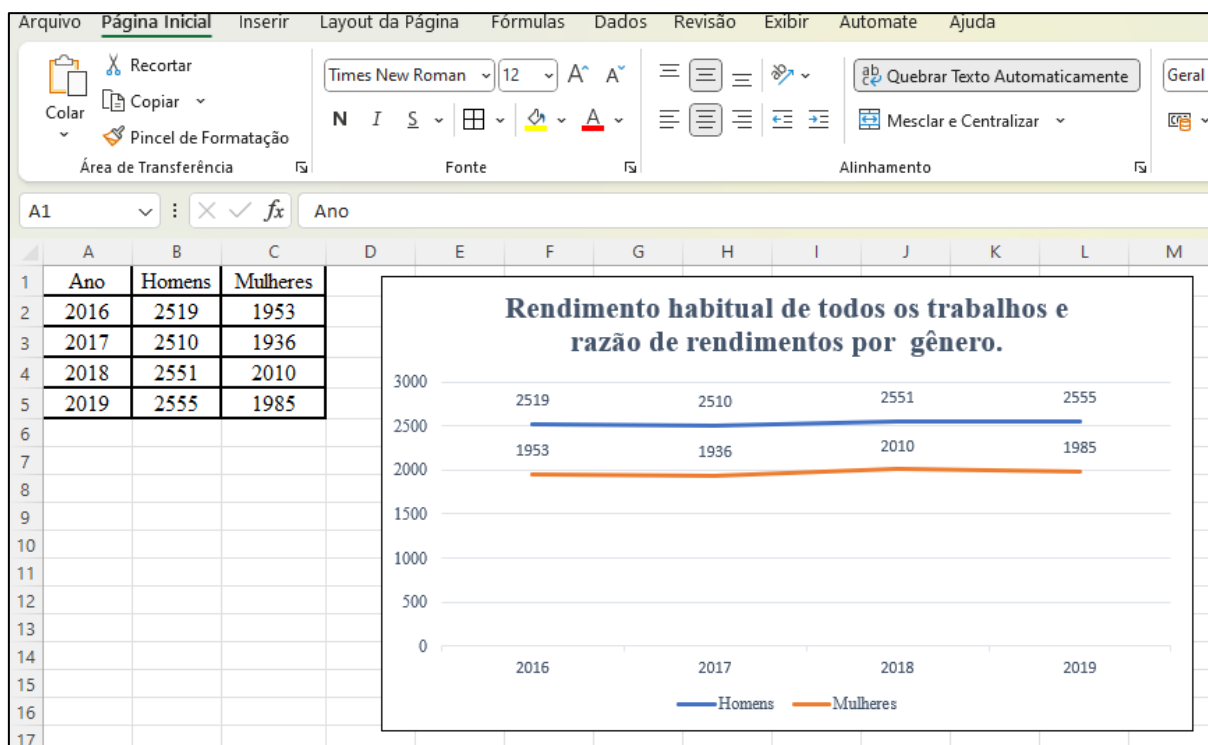 Arquivo Página Inicial Inserir Layout da Página Fórmulas Dados Revisão Exibir Automate Ajuda
Colar
Recortar
Copiar
Pincel de Formatação
Área de Transferência
Times New Roman 12 A A
N I S A
Fonte
ab Quebrar Texto Automaticamente
Mesclar e Centralizar
Alinhamento
Geral
A1 fx Ano
A B C D E F G H I J K L M
1 Ano Homens Mulheres
2 2016 2519 1953
3 2017 2510 1936
4 2018 2551 2010
5 2019 2555 1985
6
7
8
9
10
11
12
13
14
15
16
17
Rendimento habitual de todos os trabalhos e
razão de rendimentos por gênero.
3000
2519 2510 2551 2555
2500
1953 1936 2010 1985
2000
1500
1000
500
0
2016 2017 2018 2019
Homens Mulheres